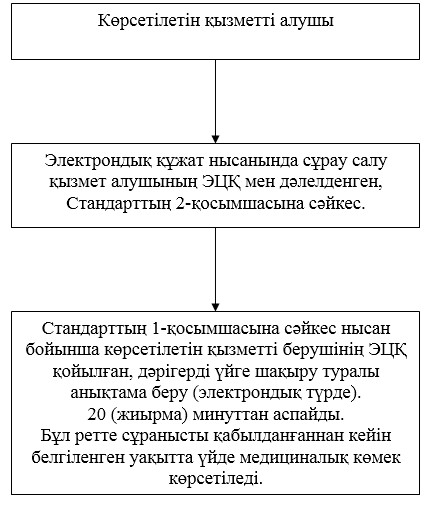 Көрсетілетін қызметті алушы
Электрондық құжат нысанында сұрау салу
қызмет алушының ЭЦҚ мен дәлелденген,
Стандарттың 2-қосымшасына сәйкес.
Стандарттың 1-қосымшасына сәйкес нысан
бойынша көрсетілетін қызметті берушінің ЭЦҚ
қойылған, дәрігерді үйге шақыру туралы
анықтама беру (электрондық түрде).
20 (жиырма) минуттан аспайды.
Бұл ретте сұранысты қабылданғаннан кейін
белгіленген уақытта үйде медициналық көмек
көрсетіледі.